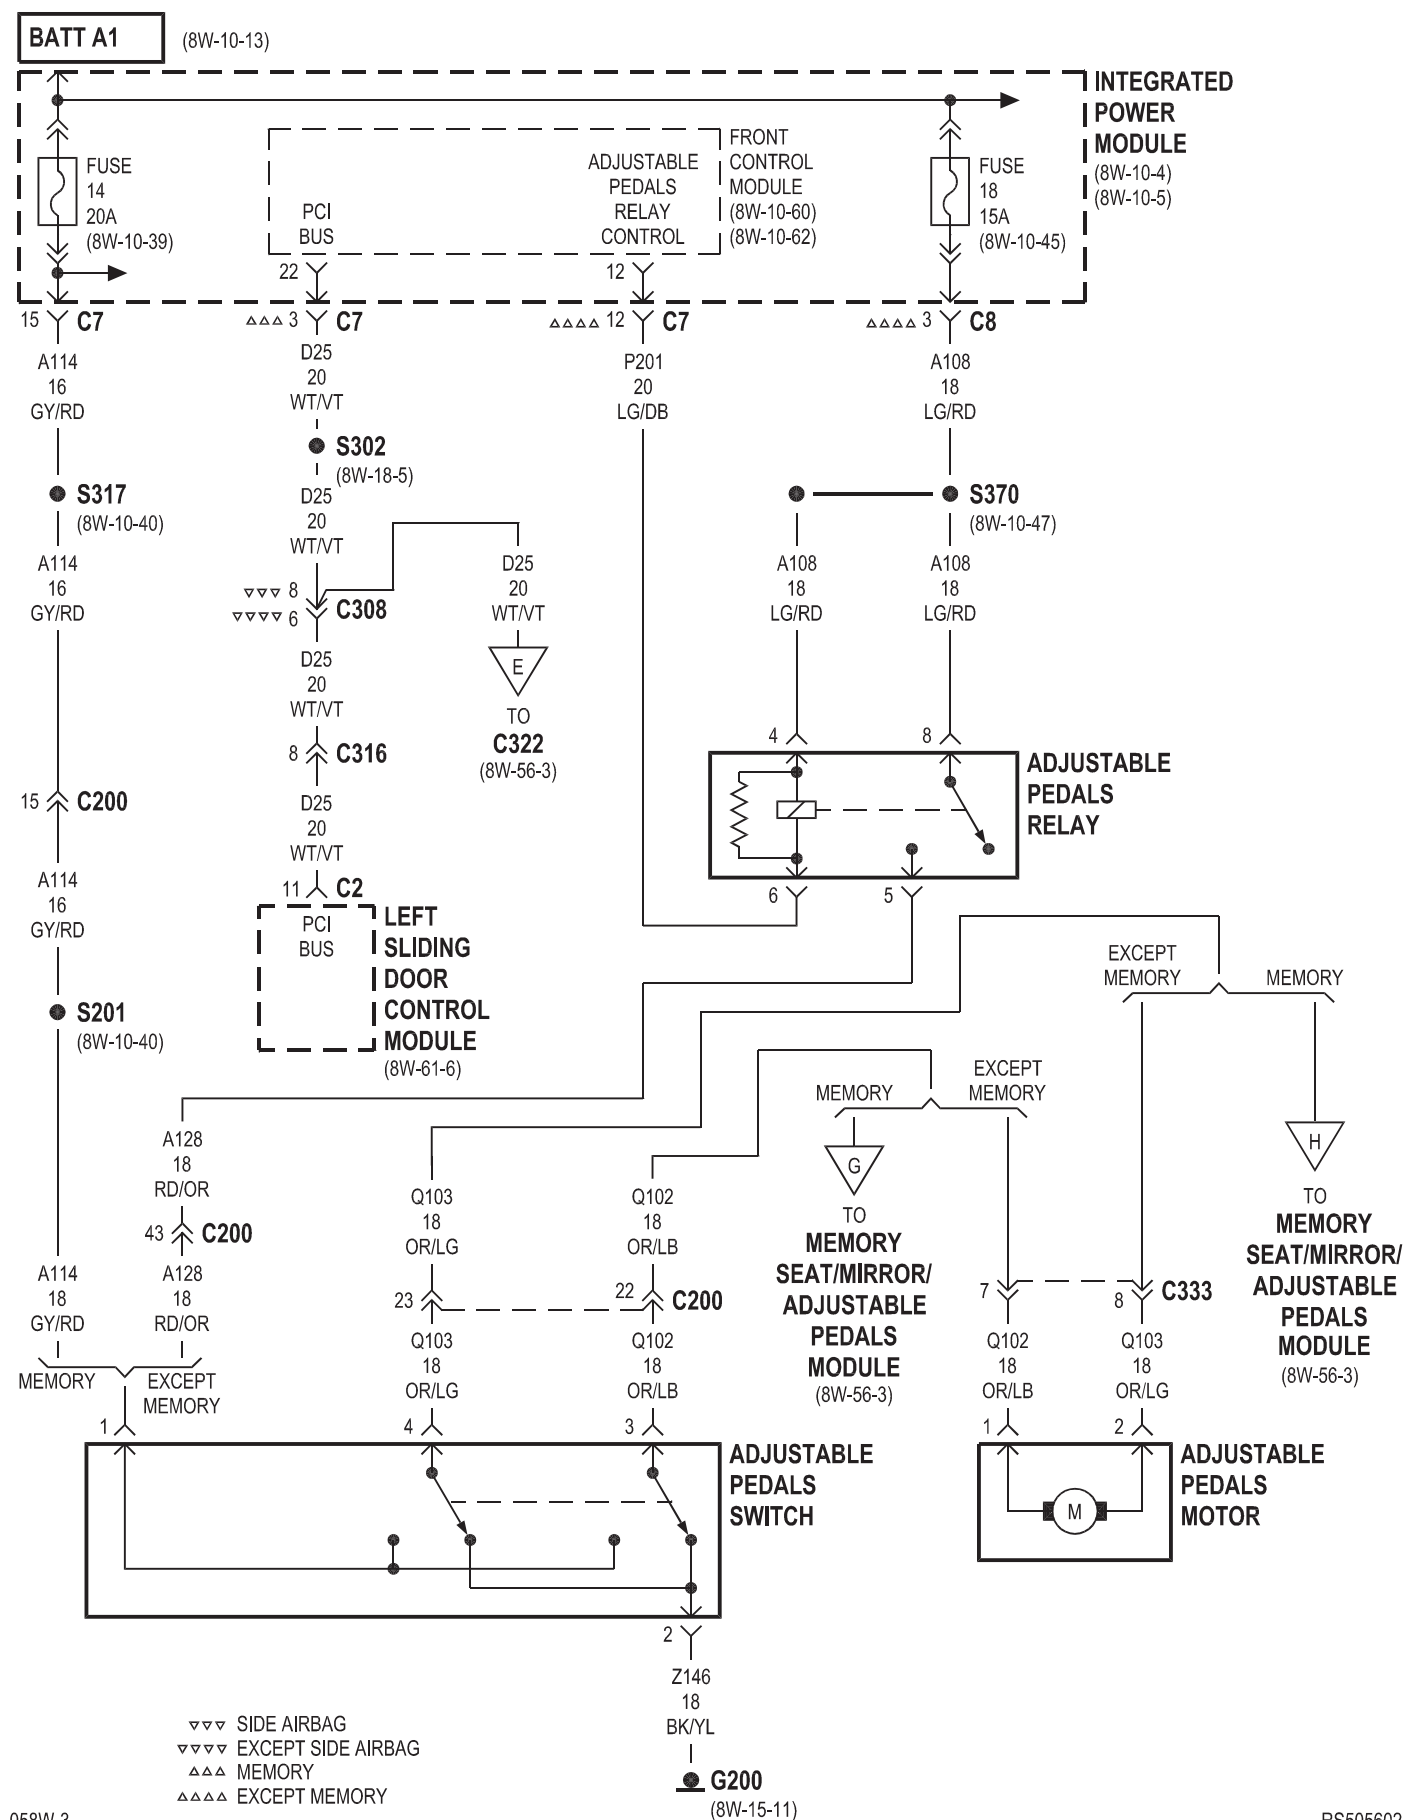 BATT A1
(8W-10-13)
INTEGRATED
POWER
MODULE
(8W-10-4)
(8W-10-5)
FUSE
14
20A
(8W-10-39)
PCI
BUS
ADJUSTABLE
PEDALS
RELAY
CONTROL
FRONT
CONTROL
MODULE
(8W-10-60)
(8W-10-62)
FUSE
18
15A
(8W-10-45)
22
12
15 C7
3 C7
12 C7
3 C8
A114
16
GY/RD
D25
20
WT/VT
P201
20
LG/DB
A108
18
LG/RD
S302
(8W-18-5)
S317
(8W-10-40)
S370
(8W-10-47)
D25
20
WT/VT
A114
16
GY/RD
D25
20
WT/VT
A108
18
LG/RD
A108
18
LG/RD
8
6
C308
E
TO
C322
(8W-56-3)
D25
20
WT/VT
8 C316
4
8
ADJUSTABLE
PEDALS
RELAY
15 C200
D25
20
WT/VT
A114
16
GY/RD
11 C2
6
5
PCI
BUS
LEFT
SLIDING
DOOR
CONTROL
MODULE
(8W-61-6)
S201
(8W-10-40)
EXCEPT
MEMORY
MEMORY
MEMORY
EXCEPT
MEMORY
A128
18
RD/OR
43 C200
Q103
18
OR/LG
Q102
18
OR/LB
G
TO
MEMORY
SEAT/MIRROR/
ADJUSTABLE
PEDALS
MODULE
(8W-56-3)
H
TO
MEMORY
SEAT/MIRROR/
ADJUSTABLE
PEDALS
MODULE
(8W-56-3)
A114
18
GY/RD
A128
18
RD/OR
23
22 C200
7
8 C333
Q103
18
OR/LG
Q102
18
OR/LB
Q102
18
OR/LB
Q103
18
OR/LG
MEMORY
EXCEPT
MEMORY
1
4
3
1
2
ADJUSTABLE
PEDALS
SWITCH
M
ADJUSTABLE
PEDALS
MOTOR
2
Z146
18
BK/YL
G200
(8W-15-11)
SIDE AIRBAG
EXCEPT SIDE AIRBAG
MEMORY
EXCEPT MEMORY
058W-3
RS505602